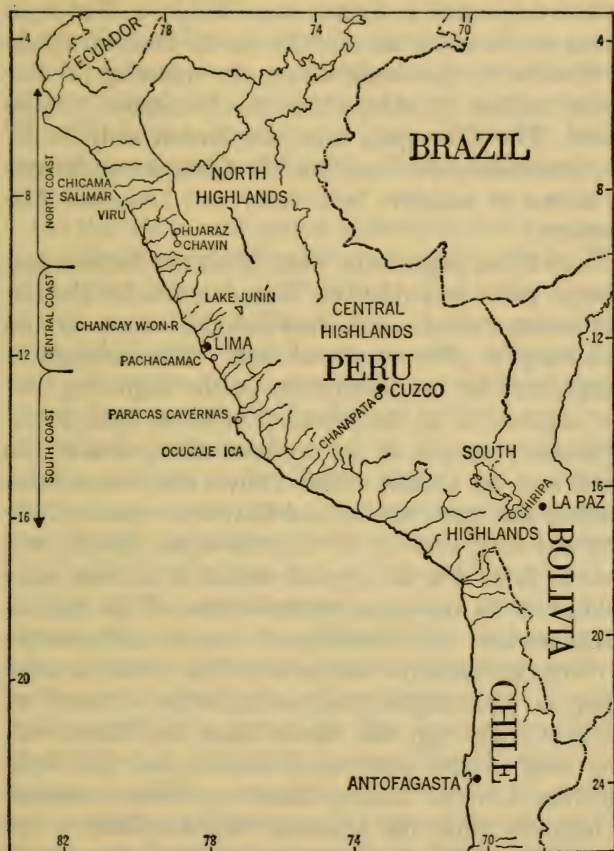 78
74
70
4
4
ECUADOR
BRAZIL
NORTH COAST
NORTH
HIGHLANDS
8
8
CHICAMA
SALIMAR
VIRU
HUARAZ
CHAVIN
CENTRAL COAST
LAKE JUNÍN
CENTRAL
HIGHLANDS
CHANCAY W-ON-R
LIMA
PERU
12
12
PACHACAMAC
CUZCO
CHANAPATA
SOUTH COAST
PARACAS CAVERNAS
OCUCAJE ICA
SOUTH
16
CHIRIPA
LA PAZ
16
HIGHLANDS
BOLIVIA
20
20
CHILE
ANTOFAGASTA
24
82
78
74
70